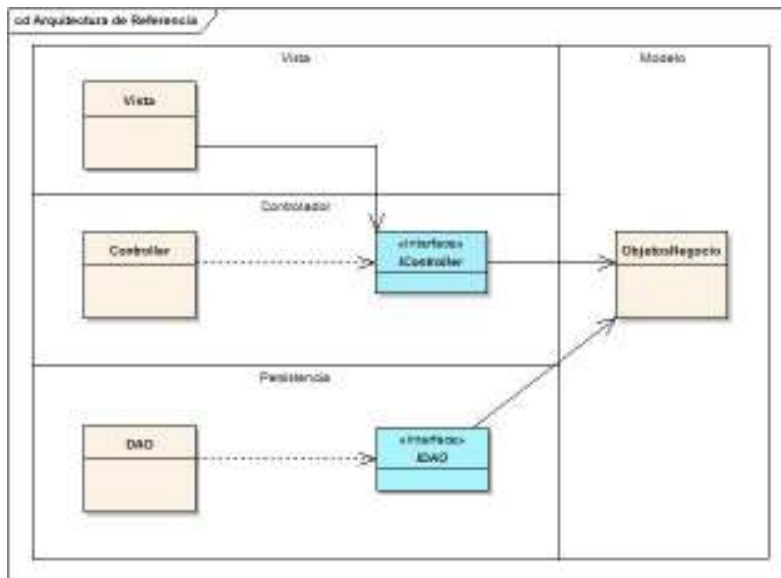 cd Arquitectura de Referencia
Vista
Modelo
Vista
Controlador
Controller
«interface»
IController
ObjetosNegocio
Persistencia
DAO
«interface»
IDAO